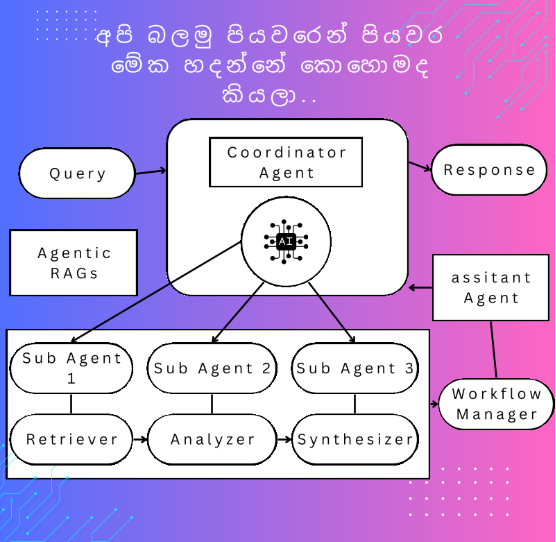 අපි බලමු පියවරෙන් පියවර
මේක හදන්නේ කොහොමද
කියලා..
Coordinator
Agent
Query
Response
AI
Agentic
RAGs
assitant
Agent
Sub Agent
1
Sub Agent 2
Sub Agent 3
Workflow
Manager
Retriever
Analyzer
Synthesizer